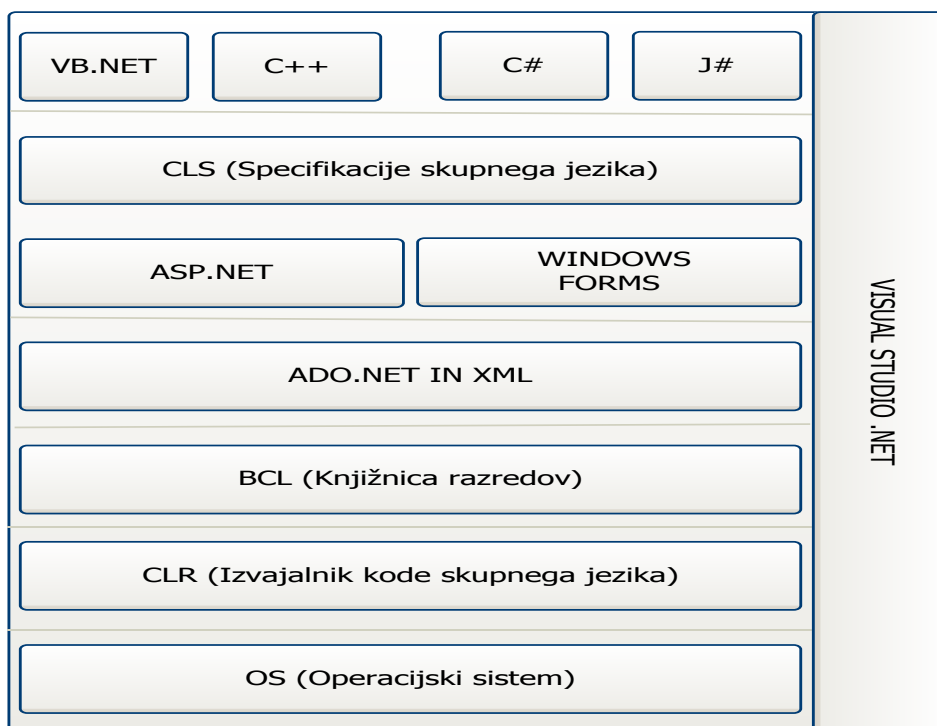 VB.NET
C++
C#
J#
CLS (Specifikacije skupnega jezika)
ASP.NET
WINDOWS
FORMS
ADO.NET IN XML
BCL (Knjižnica razredov)
CLR (Izvajalnik kode skupnega jezika)
OS (Operacijski sistem)
VISUAL STUDIO .NET